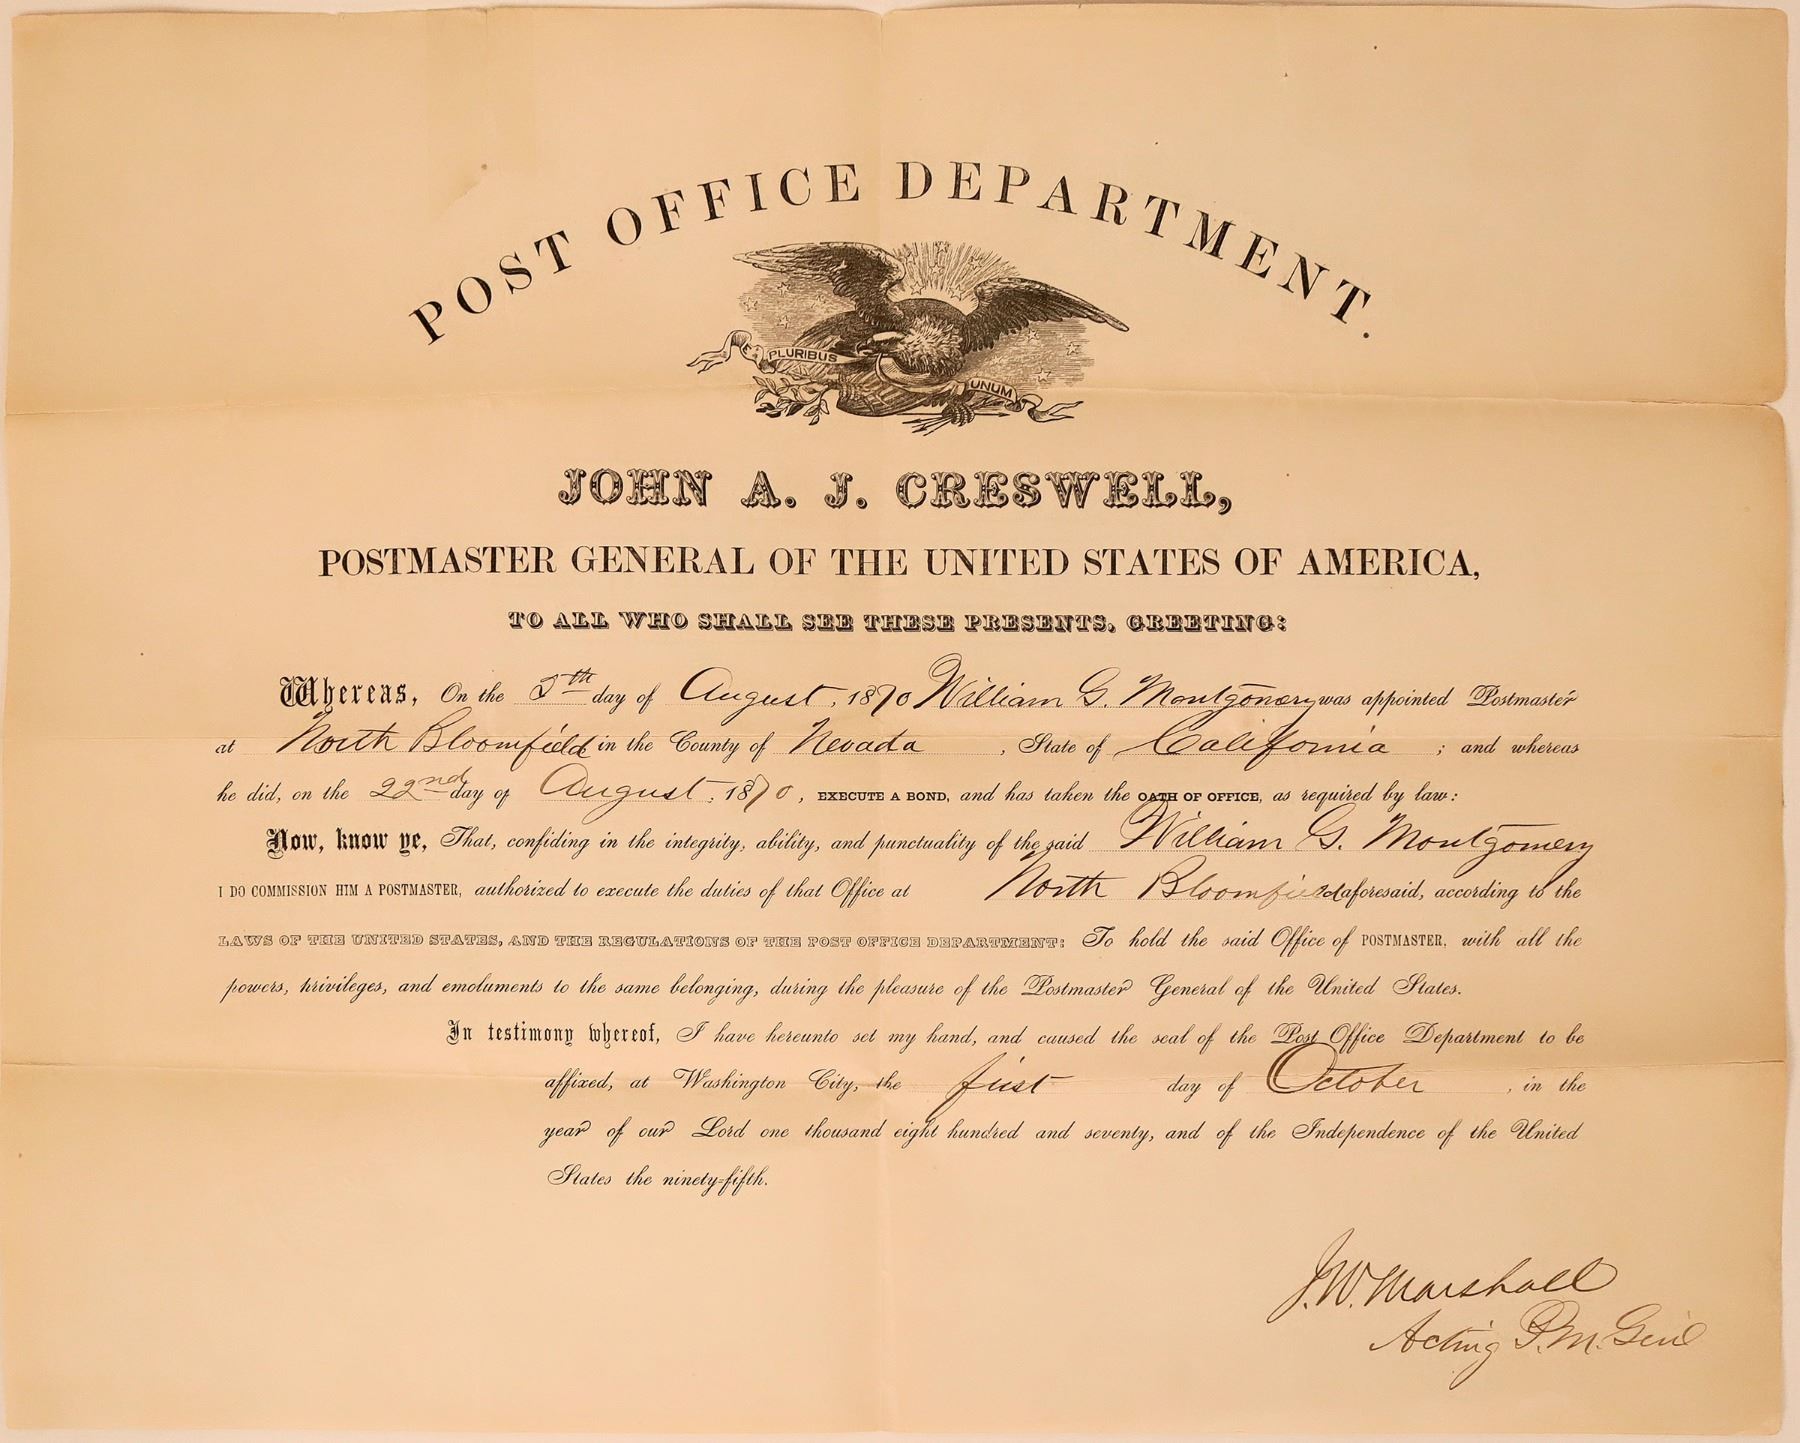 POST OFFICE DEPARTMENT.
E PLURIBUS UNUM
JOHN A. J. CRESWELL,
POSTMASTER GENERAL OF THE UNITED STATES OF AMERICA,
TO ALL WHO SHALL SEE THESE PRESENTS, GREETING:
Whereas, On the 5th day of August, 1870 William G. Montgomery was appointed Postmaster
at North Bloomfield in the County of Nevada, State of California; and whereas
he did, on the 22nd day of August, 1870, EXECUTE A BOND, and has taken the OATH OF OFFICE, as required by law:
Now, know ye, That, confiding in the integrity, ability, and punctuality of the said William G. Montgomery
I DO COMMISSION HIM A POSTMASTER, authorized to execute the duties of that Office at North Bloomfield aforesaid, according to the
LAWS OF THE UNITED STATES, AND THE REGULATIONS OF THE POST OFFICE DEPARTMENT: To hold the said Office of POSTMASTER, with all the
powers, privileges, and emoluments to the same belonging, during the pleasure of the Postmaster General of the United States.
In testimony whereof, I have hereunto set my hand, and caused the seal of the Post Office Department to be
affixed, at Washington City, the first day of October, in the
year of our Lord one thousand eight hundred and seventy, and of the Independence of the United
States the ninety-fifth.
J. W. Marshall
Acting P. M. Genl